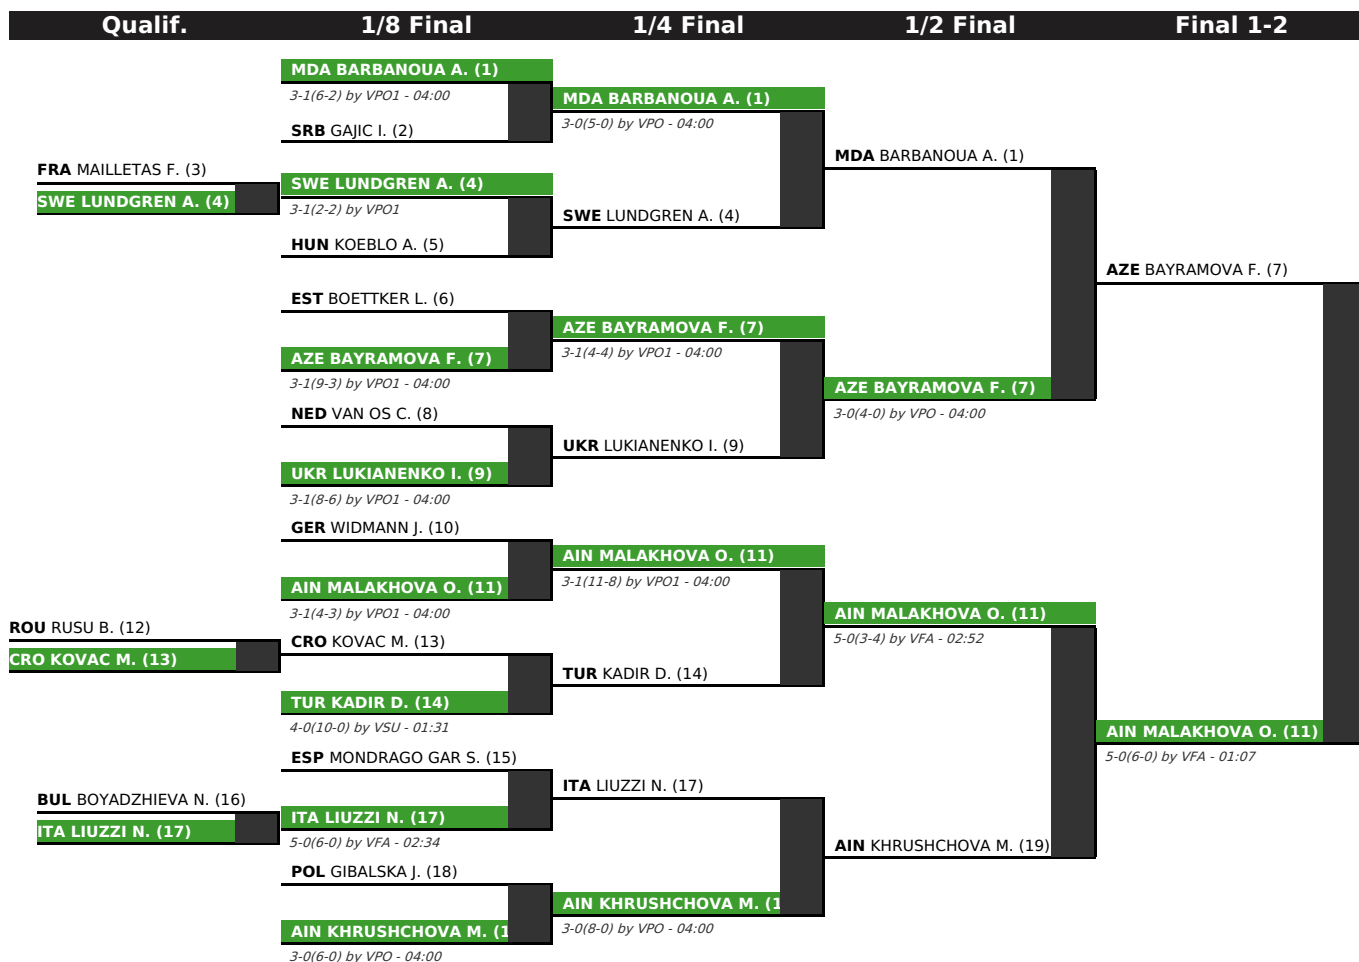 Qualif.
1/8 Final
1/4 Final
1/2 Final
Final 1-2
FRA MAILLETAS F. (3)
SWE LUNDGREN A. (4)
ROU RUSU B. (12)
CRO KOVAC M. (13)
BUL BOYADZHIEVA N. (16)
ITA LIUZZI N. (17)
MDA BARBANOUA A. (1)
3-1(6-2) by VPO1 - 04:00
SRB GAJIC I. (2)
SWE LUNDGREN A. (4)
3-1(2-2) by VPO1
HUN KOEBLO A. (5)
EST BOETTKER L. (6)
AZE BAYRAMOVA F. (7)
3-1(9-3) by VPO1 - 04:00
NED VAN OS C. (8)
UKR LUKIANENKO I. (9)
3-1(8-6) by VPO1 - 04:00
GER WIDMANN J. (10)
AIN MALAKHOVA O. (11)
3-1(4-3) by VPO1 - 04:00
CRO KOVAC M. (13)
TUR KADIR D. (14)
4-0(10-0) by VSU - 01:31
ESP MONDRAGO GAR S. (15)
ITA LIUZZI N. (17)
5-0(6-0) by VFA - 02:34
POL GIBALSKA J. (18)
AIN KHRUSHCHOVA M. (1
3-0(6-0) by VPO - 04:00
MDA BARBANOUA A. (1)
3-0(5-0) by VPO - 04:00
SWE LUNDGREN A. (4)
AZE BAYRAMOVA F. (7)
3-1(4-4) by VPO1 - 04:00
UKR LUKIANENKO I. (9)
AIN MALAKHOVA O. (11)
3-1(11-8) by VPO1 - 04:00
TUR KADIR D. (14)
ITA LIUZZI N. (17)
AIN KHRUSHCHOVA M. (1
3-0(8-0) by VPO - 04:00
MDA BARBANOUA A. (1)
AZE BAYRAMOVA F. (7)
3-0(4-0) by VPO - 04:00
AIN MALAKHOVA O. (11)
5-0(3-4) by VFA - 02:52
AIN KHRUSHCHOVA M. (19)
AZE BAYRAMOVA F. (7)
AIN MALAKHOVA O. (11)
5-0(6-0) by VFA - 01:07